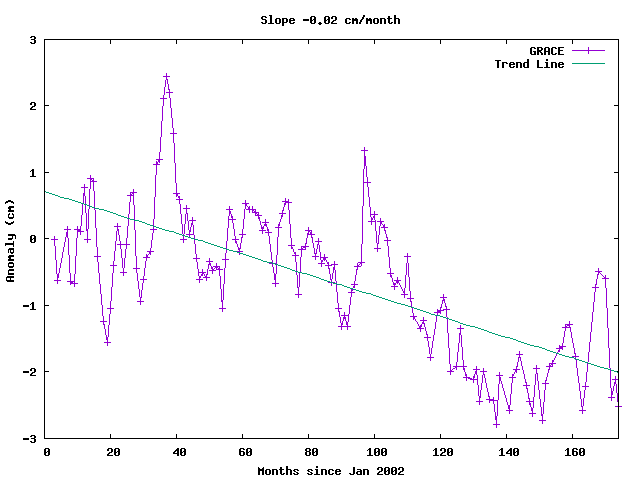 Slope -0.02 cm/month
GRACE
Trend Line
3
2
1
0
-1
-2
-3
Anomaly (cm)
0 20 40 60 80 100 120 140 160
Months since Jan 2002